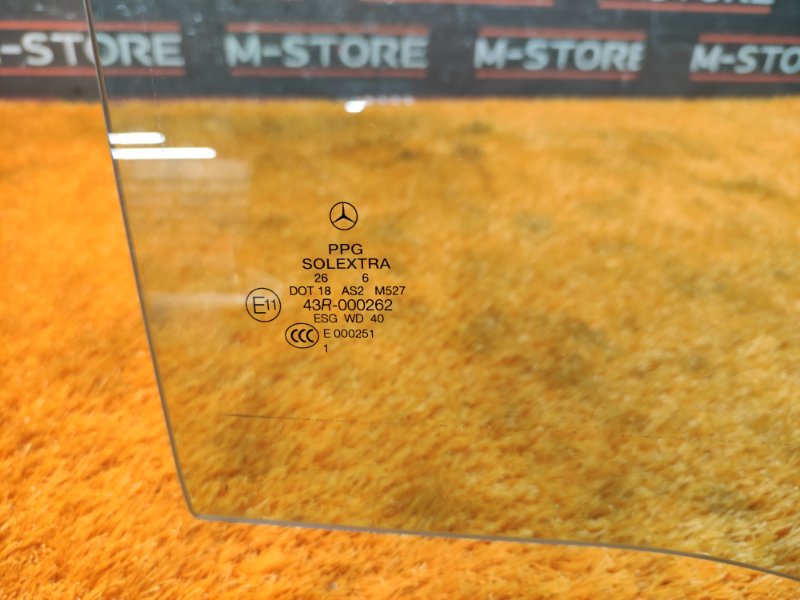 M-STORE M-STORE M-STORE M-STORE
PPG
SOLEXTRA
26 6
DOT 18 AS2 M527
E11 43R-000262
ESG WD 40
CCC E 000251
1